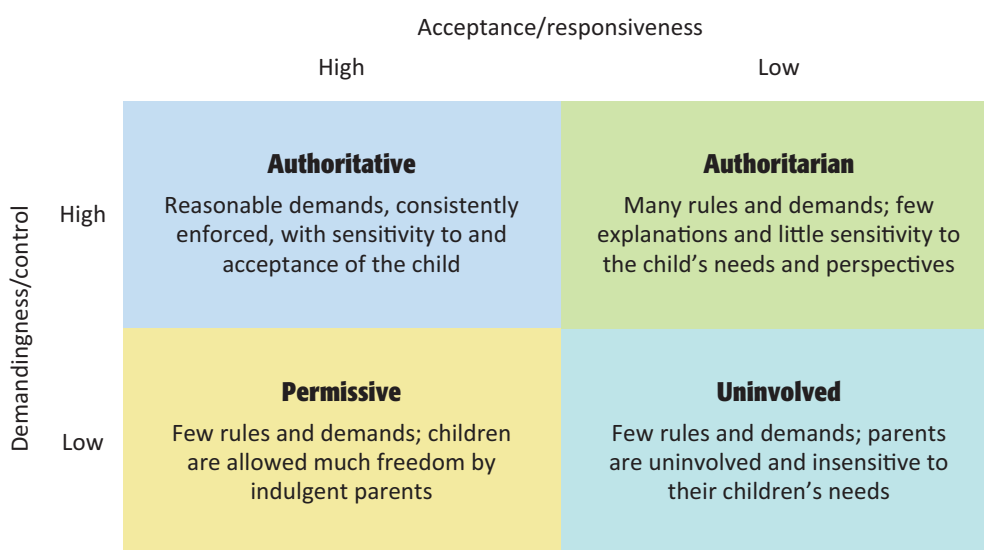 Acceptance/responsiveness
High
Low
Demandingness/control
High
Authoritative
Reasonable demands, consistently
enforced, with sensitivity to and
acceptance of the child
Authoritarian
Many rules and demands; few
explanations and little sensitivity to
the child’s needs and perspectives
Low
Permissive
Few rules and demands; children
are allowed much freedom by
indulgent parents
Uninvolved
Few rules and demands; parents
are uninvolved and insensitive to
their children’s needs